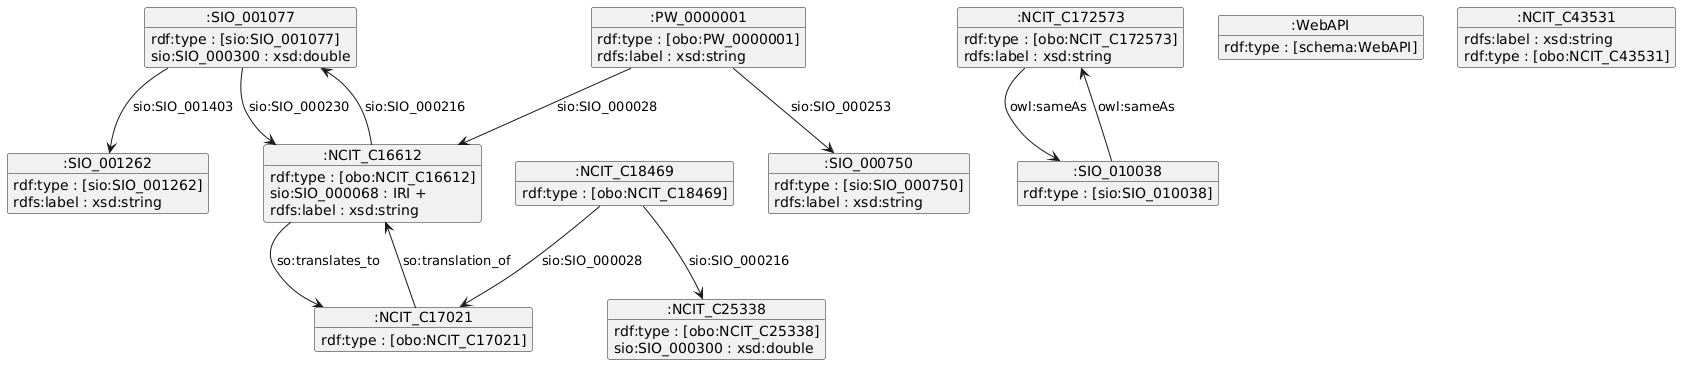 :SIO_001077
rdf:type : [sio:SIO_001077]
sio:SIO_000300 : xsd:double
:PW_0000001
rdf:type : [obo:PW_0000001]
rdfs:label : xsd:string
:NCIT_C172573
rdf:type : [obo:NCIT_C172573]
rdfs:label : xsd:string
:WebAPI
rdf:type : [schema:WebAPI]
:NCIT_C43531
rdfs:label : xsd:string
rdf:type : [obo:NCIT_C43531]
sio:SIO_001403
sio:SIO_000230
sio:SIO_000216
sio:SIO_000028
sio:SIO_000253
owl:sameAs
owl:sameAs
:SIO_001262
rdf:type : [sio:SIO_001262]
rdfs:label : xsd:string
:NCIT_C16612
rdf:type : [obo:NCIT_C16612]
sio:SIO_000068 : IRI +
rdfs:label : xsd:string
:NCIT_C18469
rdf:type : [obo:NCIT_C18469]
:SIO_000750
rdf:type : [sio:SIO_000750]
rdfs:label : xsd:string
:SIO_010038
rdf:type : [sio:SIO_010038]
so:translates_to
so:translation_of
sio:SIO_000028
sio:SIO_000216
:NCIT_C17021
rdf:type : [obo:NCIT_C17021]
:NCIT_C25338
rdf:type : [obo:NCIT_C25338]
sio:SIO_000300 : xsd:double